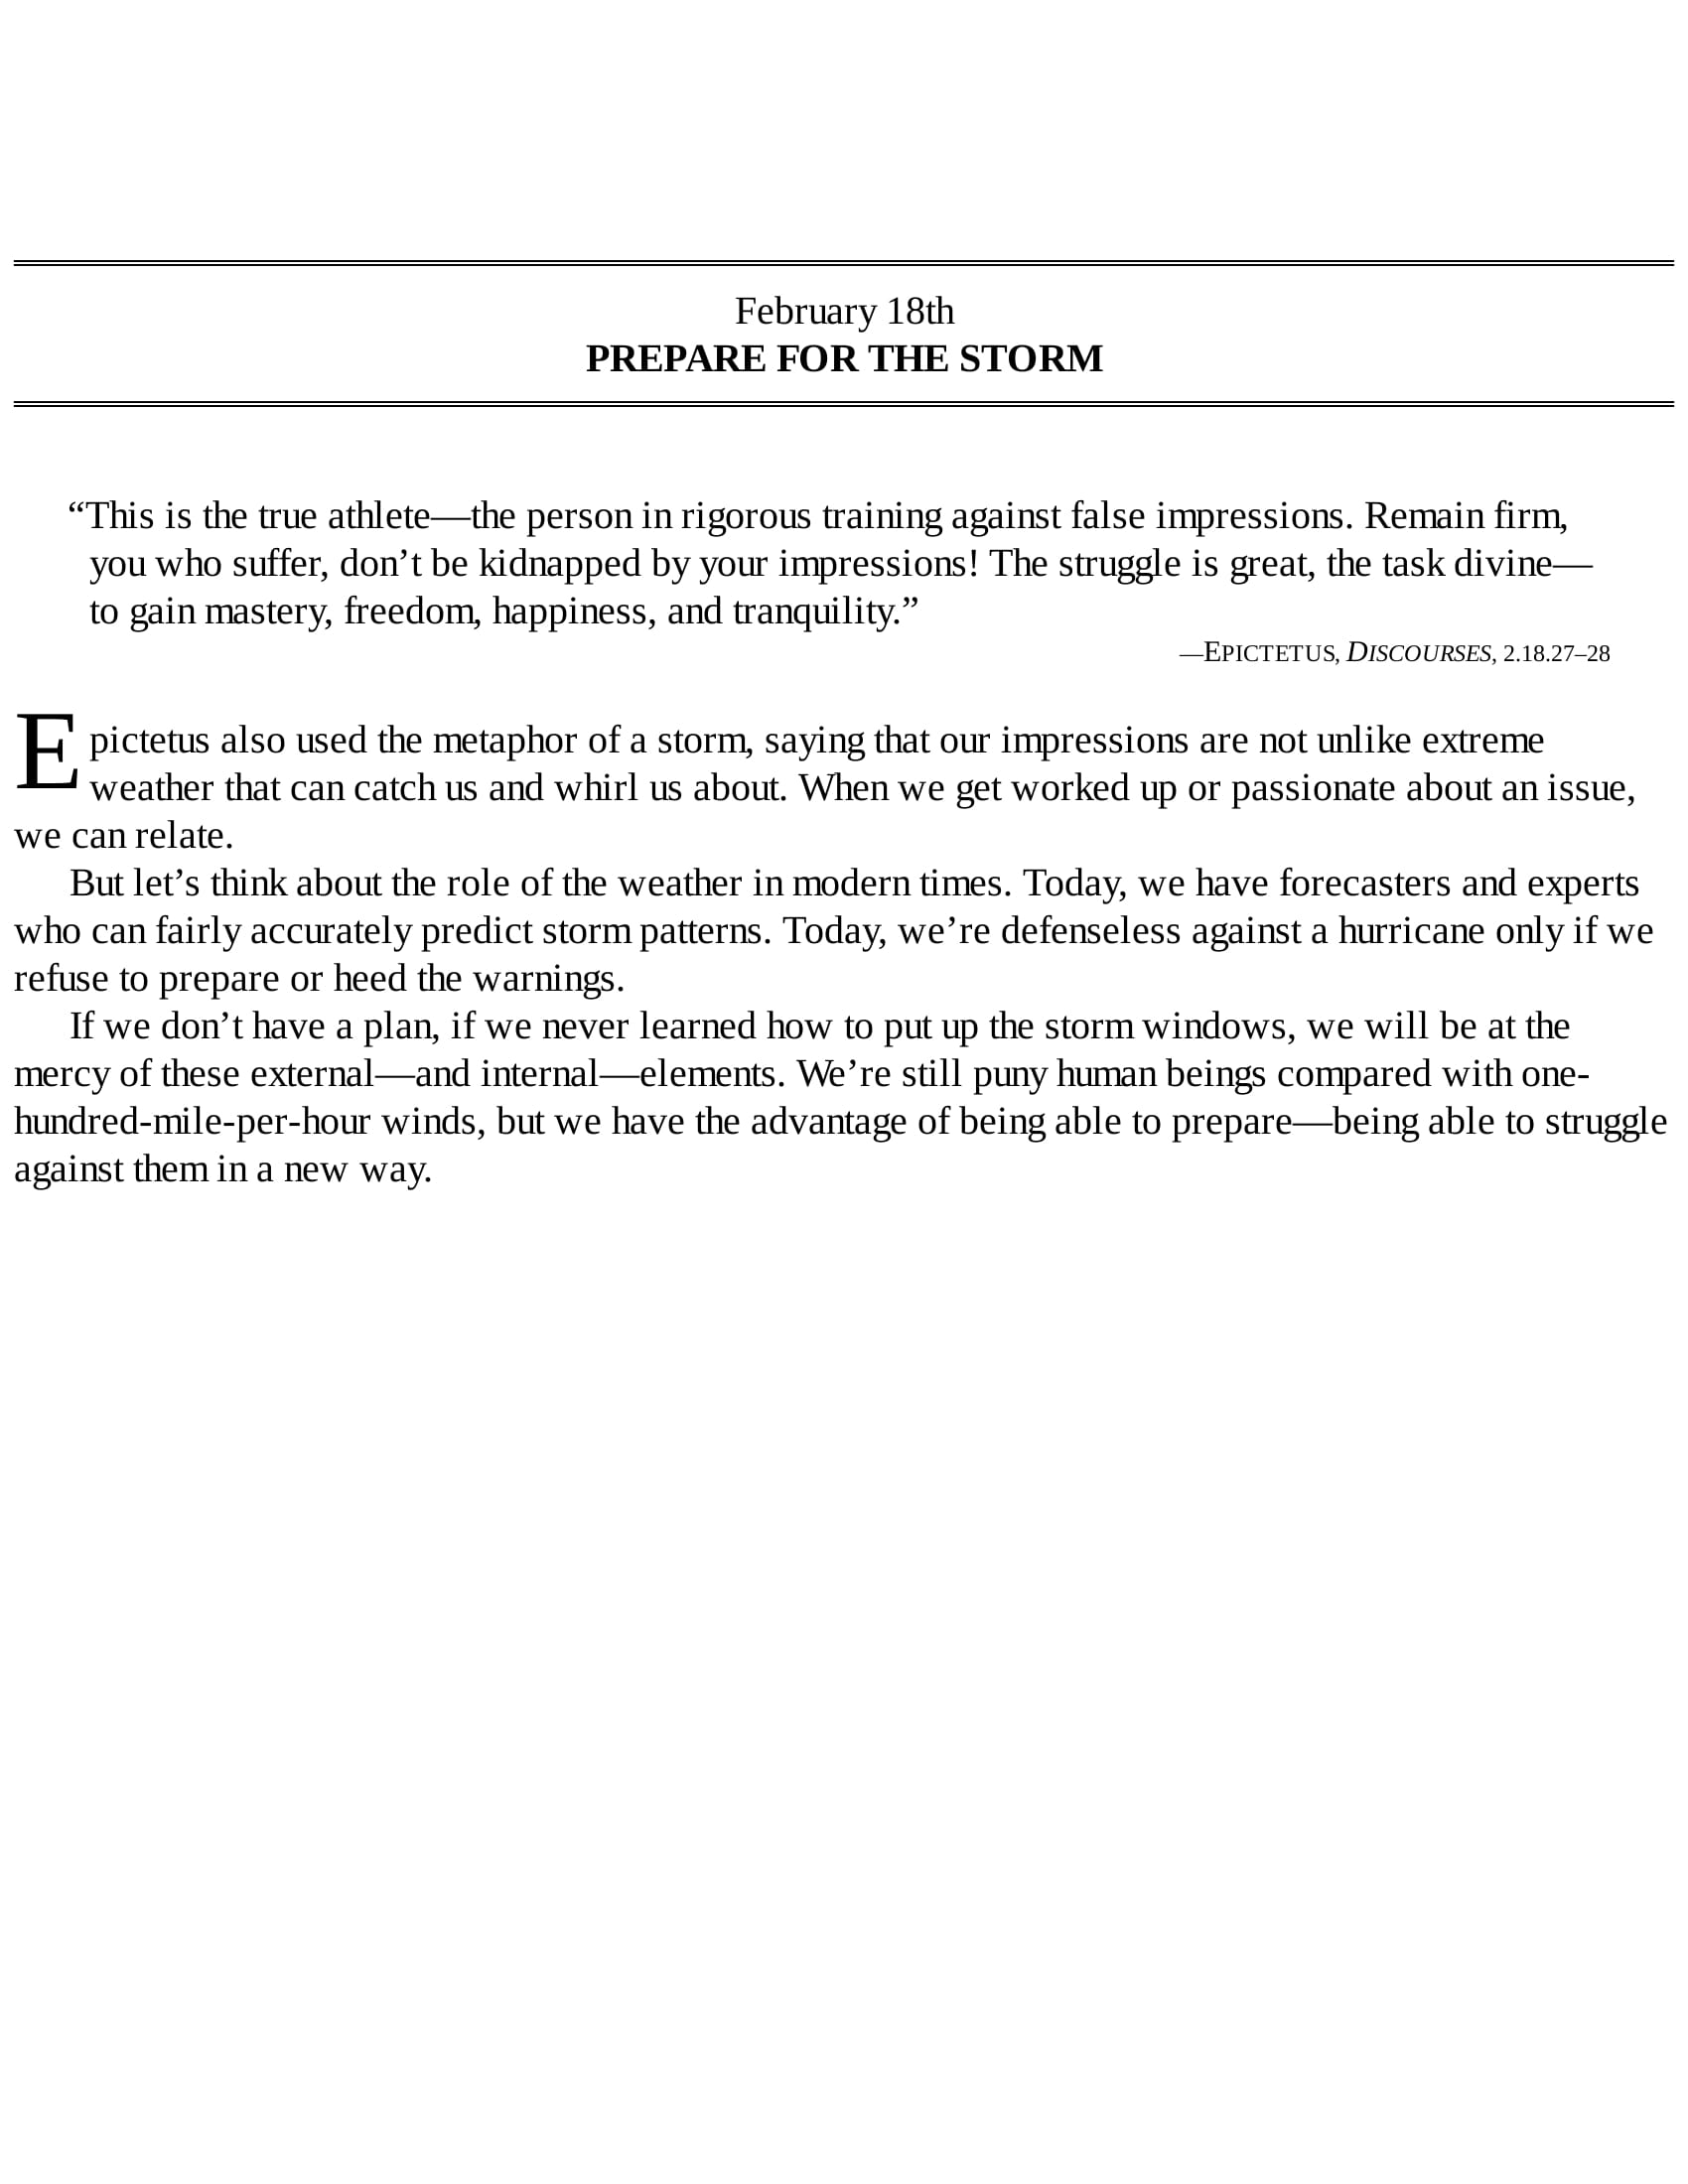 February 18th
PREPARE FOR THE STORM
“This is the true athlete—the person in rigorous training against false impressions. Remain firm,
you who suffer, don’t be kidnapped by your impressions! The struggle is great, the task divine—
to gain mastery, freedom, happiness, and tranquility.”
—EPICTETUS, DISCOURSES, 2.18.27–28
Epictetus also used the metaphor of a storm, saying that our impressions are not unlike extreme
weather that can catch us and whirl us about. When we get worked up or passionate about an issue,
we can relate.
But let’s think about the role of the weather in modern times. Today, we have forecasters and experts
who can fairly accurately predict storm patterns. Today, we’re defenseless against a hurricane only if we
refuse to prepare or heed the warnings.
If we don’t have a plan, if we never learned how to put up the storm windows, we will be at the
mercy of these external—and internal—elements. We’re still puny human beings compared with one-
hundred-mile-per-hour winds, but we have the advantage of being able to prepare—being able to struggle
against them in a new way.